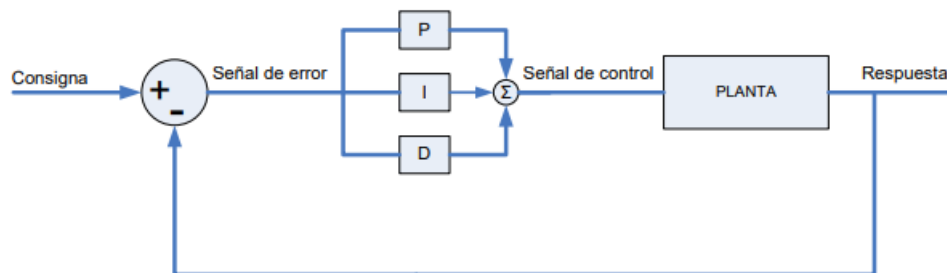 Consigna
+
-
Señal de error
P
I
D
Σ
Señal de control
PLANTA
Respuesta